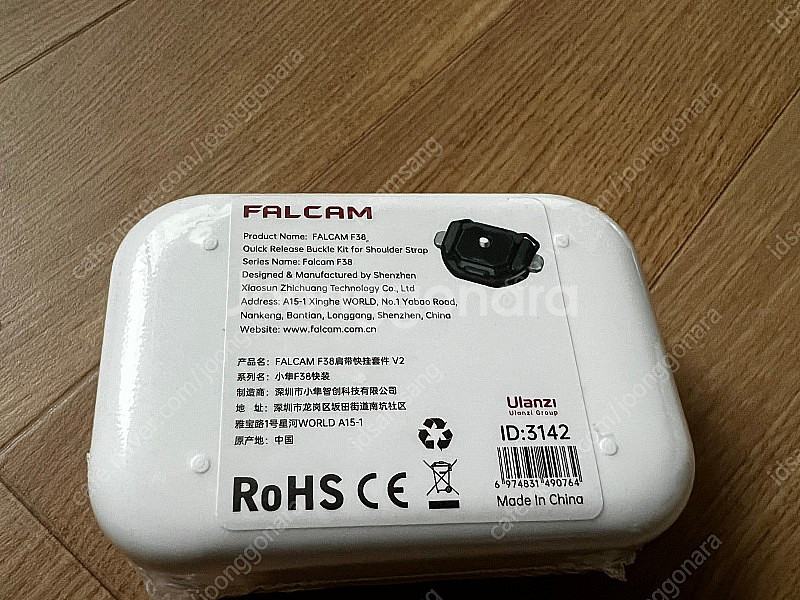 FALCAM
Product Name: FALCAM F38
Quick Release Buckle Kit for Shoulder Strap
Series Name: Falcam F38
Designed & Manufactured by Shenzhen
Xiaosun Zhichuang Technology Co., Ltd
Address: A15-1 Xinghe WORLD, No.1 Yabao Road,
Nankeng, Bantian, Longgang, Shenzhen, China
Website: www.falcam.com.cn
产品名: FALCAM F38肩带快挂套件 V2
系列名: 小隼F38快装
制造商: 深圳市小隼智创科技有限公司
地 址: 深圳市龙岗区坂田街道南坑社区
雅宝路1号星河WORLD A15-1
原产地: 中国
Ulanzi
Ulanzi Group
ID:3142
6 974831 490764
Made In China
RoHS CE
joonggonara